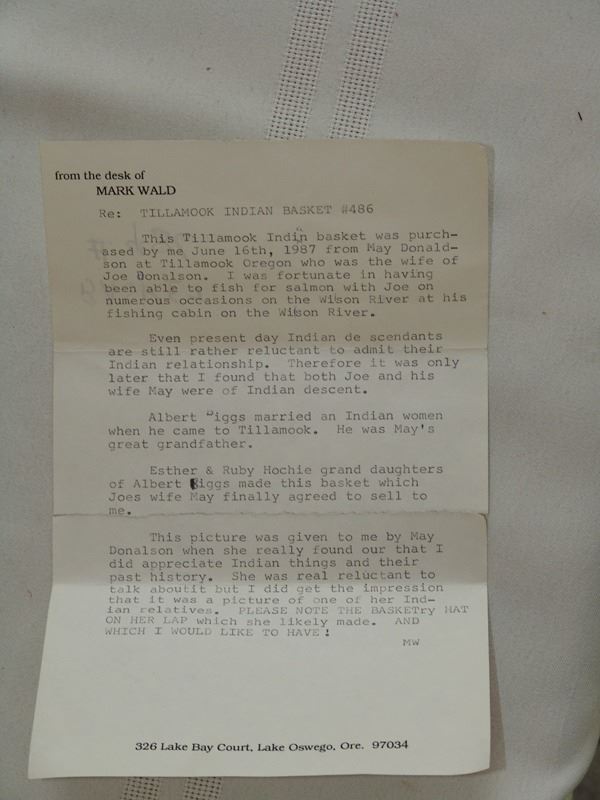 from the desk of
MARK WALD
Re: TILLAMOOK INDIAN BASKET #486
This Tillamook Indin basket was purch-
ased by me June 16th, 1987 from May Donald-
son at Tillamook Oregon who was the wife of
Joe Donalson. I was fortunate in having
been able to fish for salmon with Joe on
numerous occasions on the Wilson River at his
fishing cabin on the Wilson River.
Even present day Indian de scendants
are still rather reluctant to admit their
Indian relationship. Therefore it was only
later that I found that both Joe and his
wife May were of Indian descent.
Albert Biggs married an Indian women
when he came to Tillamook. He was May's
great grandfather.
Esther & Ruby Hochie grand daughters
of Albert Biggs made this basket which
Joes wife May finally agreed to sell to
me.
This picture was given to me by May
Donalson when she really found our that I
did appreciate Indian things and their
past history. She was real reluctant to
talk aboutit but I did get the impression
that it was a picture of one of her Ind-
ian relatives. PLEASE NOTE THE BASKETry HAT
ON HER LAP which she likely made. AND
WHICH I WOULD LIKE TO HAVE!
MW
326 Lake Bay Court, Lake Oswego, Ore. 97034